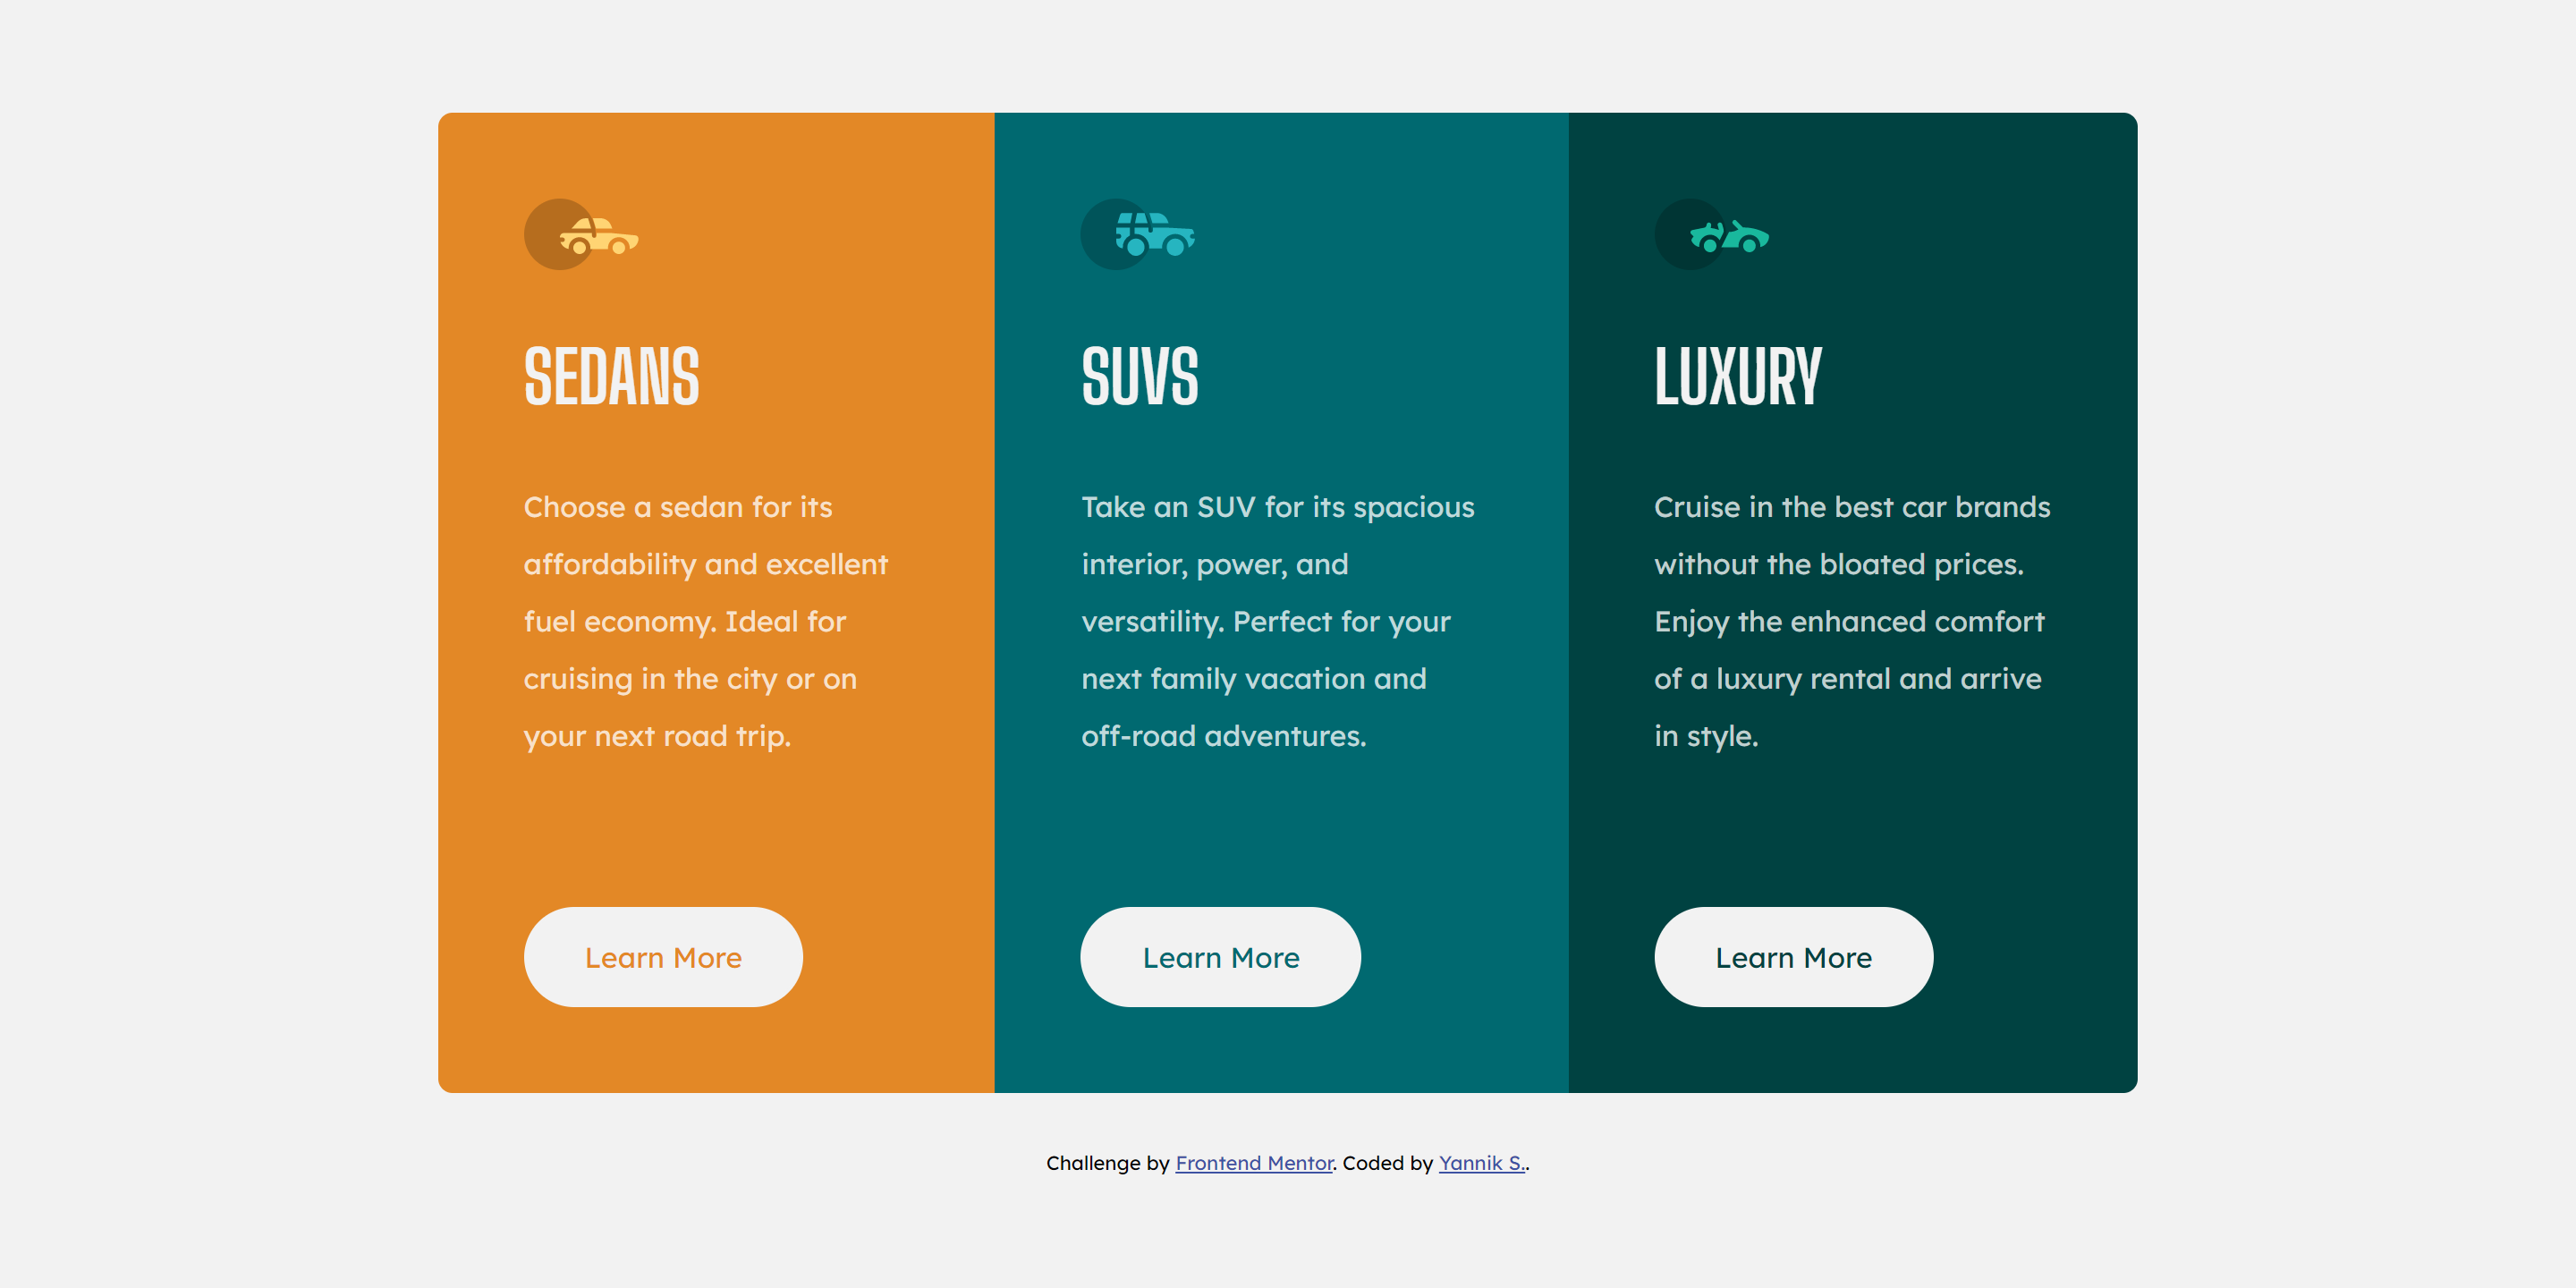 SEDANS
Choose a sedan for its
affordability and excellent
fuel economy. Ideal for
cruising in the city or on
your next road trip.
Learn More
SUVS
Take an SUV for its spacious
interior, power, and
versatility. Perfect for your
next family vacation and
off-road adventures.
Learn More
LUXURY
Cruise in the best car brands
without the bloated prices.
Enjoy the enhanced comfort
of a luxury rental and arrive
in style.
Learn More
Challenge by Frontend Mentor. Coded by Yannik S..